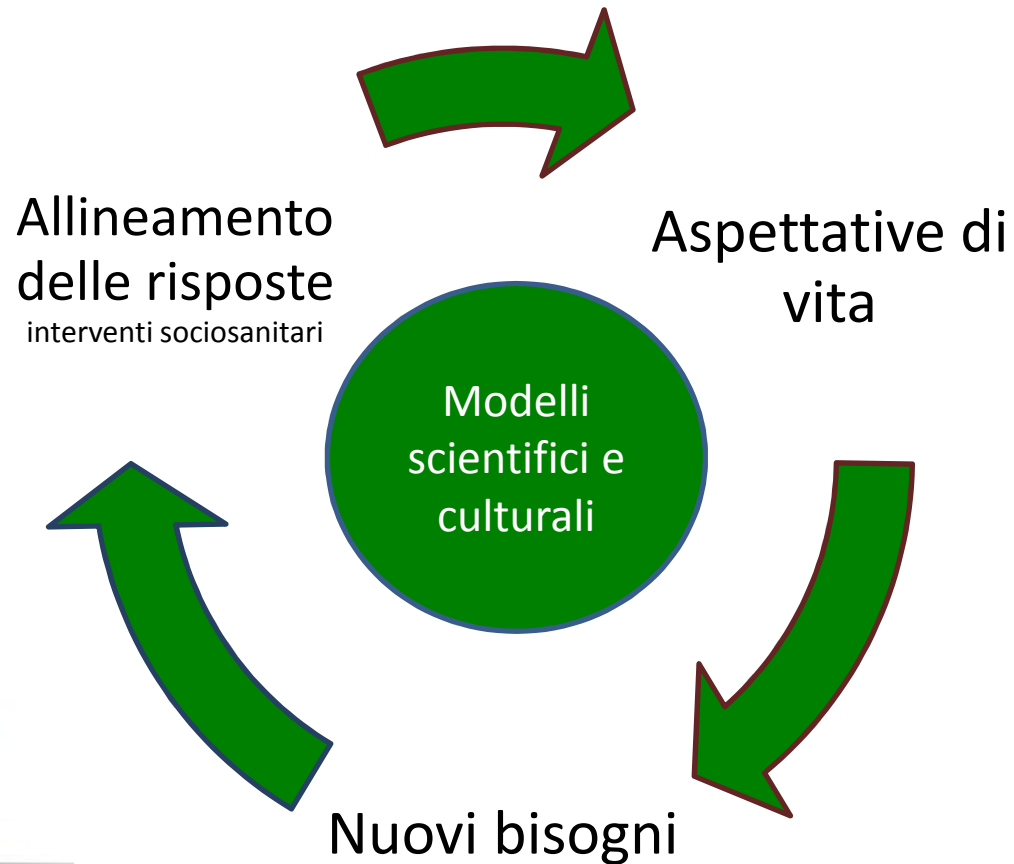 Allineamento
delle risposte
interventi sociosanitari
Aspettative di
vita
Modelli
scientifici e
culturali
Nuovi bisogni